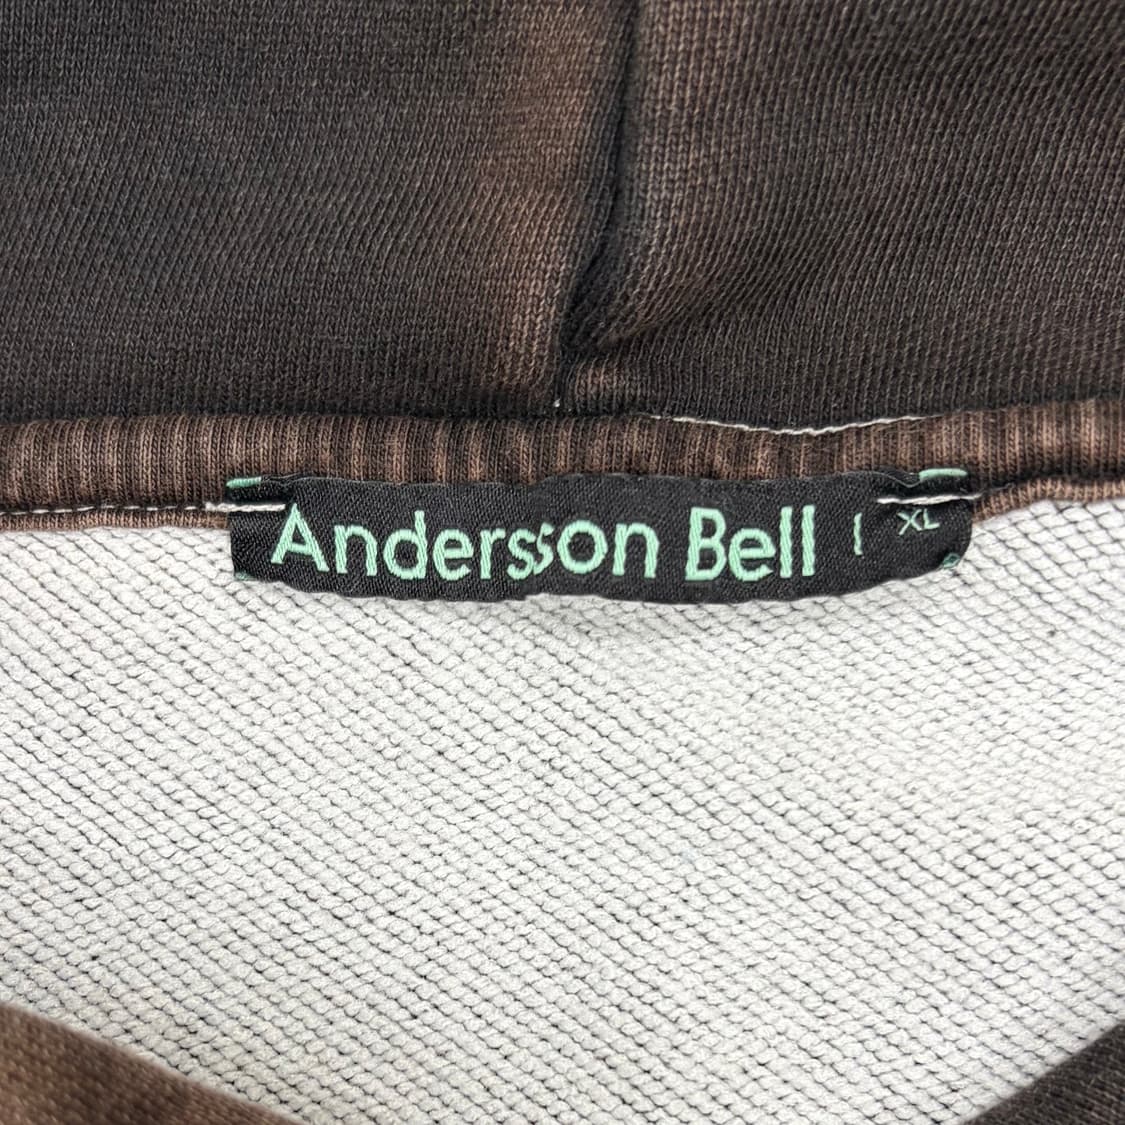 Andersson Bell | XL